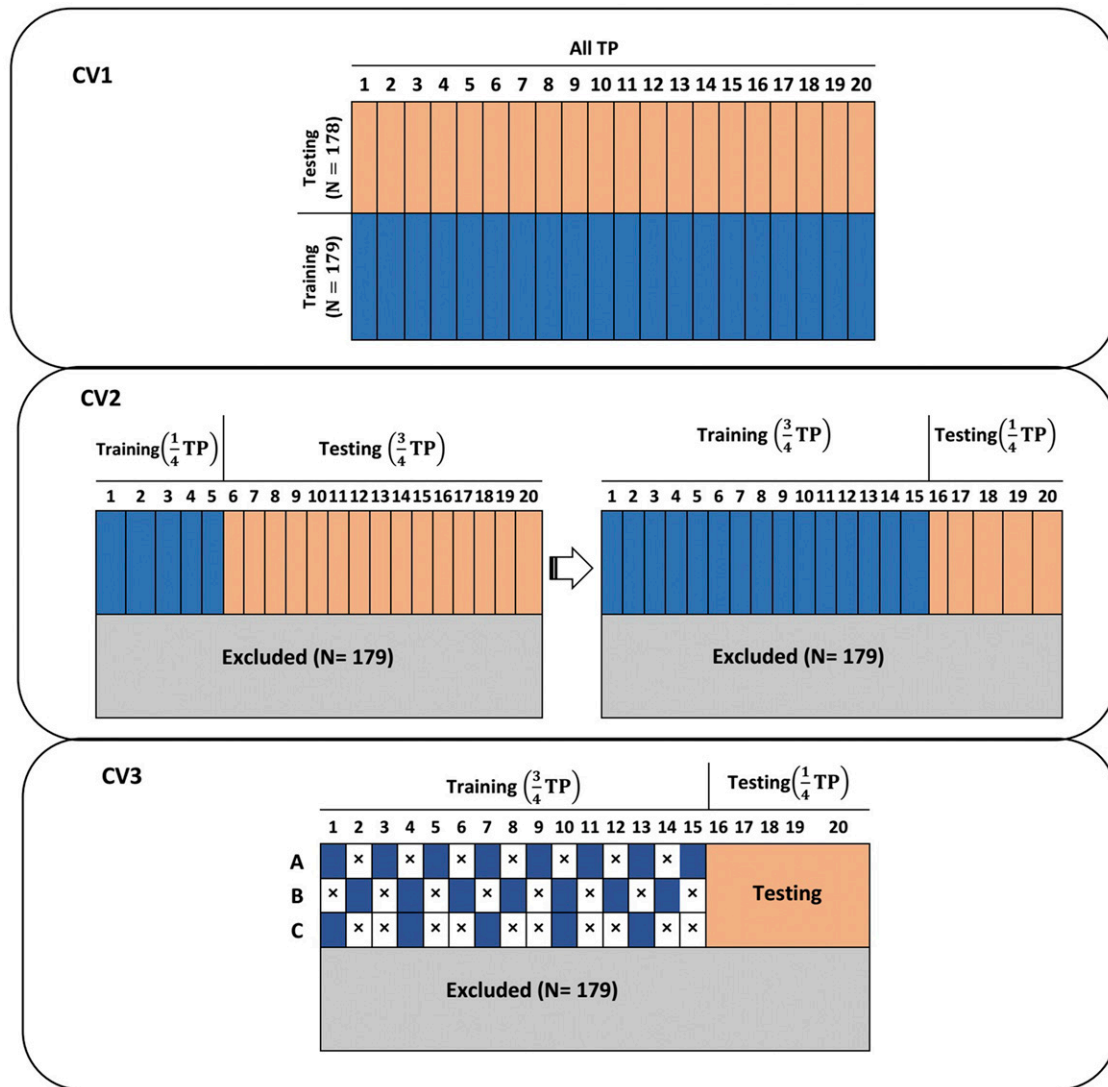 CV1
All TP
1 2 3 4 5 6 7 8 9 10 11 12 13 14 15 16 17 18 19 20
Testing
(N = 178)
Training
(N = 179)
CV2
Training(1/4 TP) Testing (3/4 TP)
1 2 3 4 5 6 7 8 9 10 11 12 13 14 15 16 17 18 19 20
Excluded (N= 179)
Training (3/4 TP) Testing(1/4 TP)
1 2 3 4 5 6 7 8 9 10 11 12 13 14 15 16 17 18 19 20
Excluded (N= 179)
CV3
Training (3/4 TP) Testing(1/4 TP)
1 2 3 4 5 6 7 8 9 10 11 12 13 14 15 16 17 18 19 20
A × × × × × × ×
B × × × × × × × ×
C × × × × × × × × × ×
Testing
Excluded (N= 179)